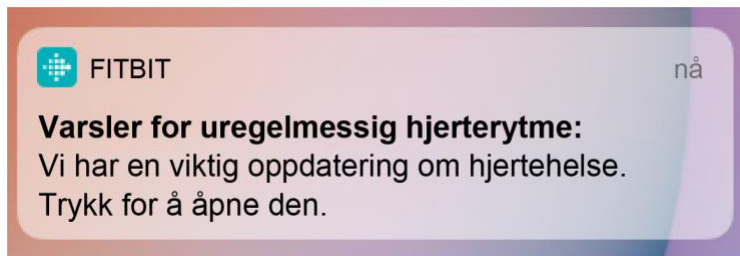 FITBIT nå
Varsler for uregelmessig hjerterytme:
Vi har en viktig oppdatering om hjertehelse.
Trykk for å åpne den.